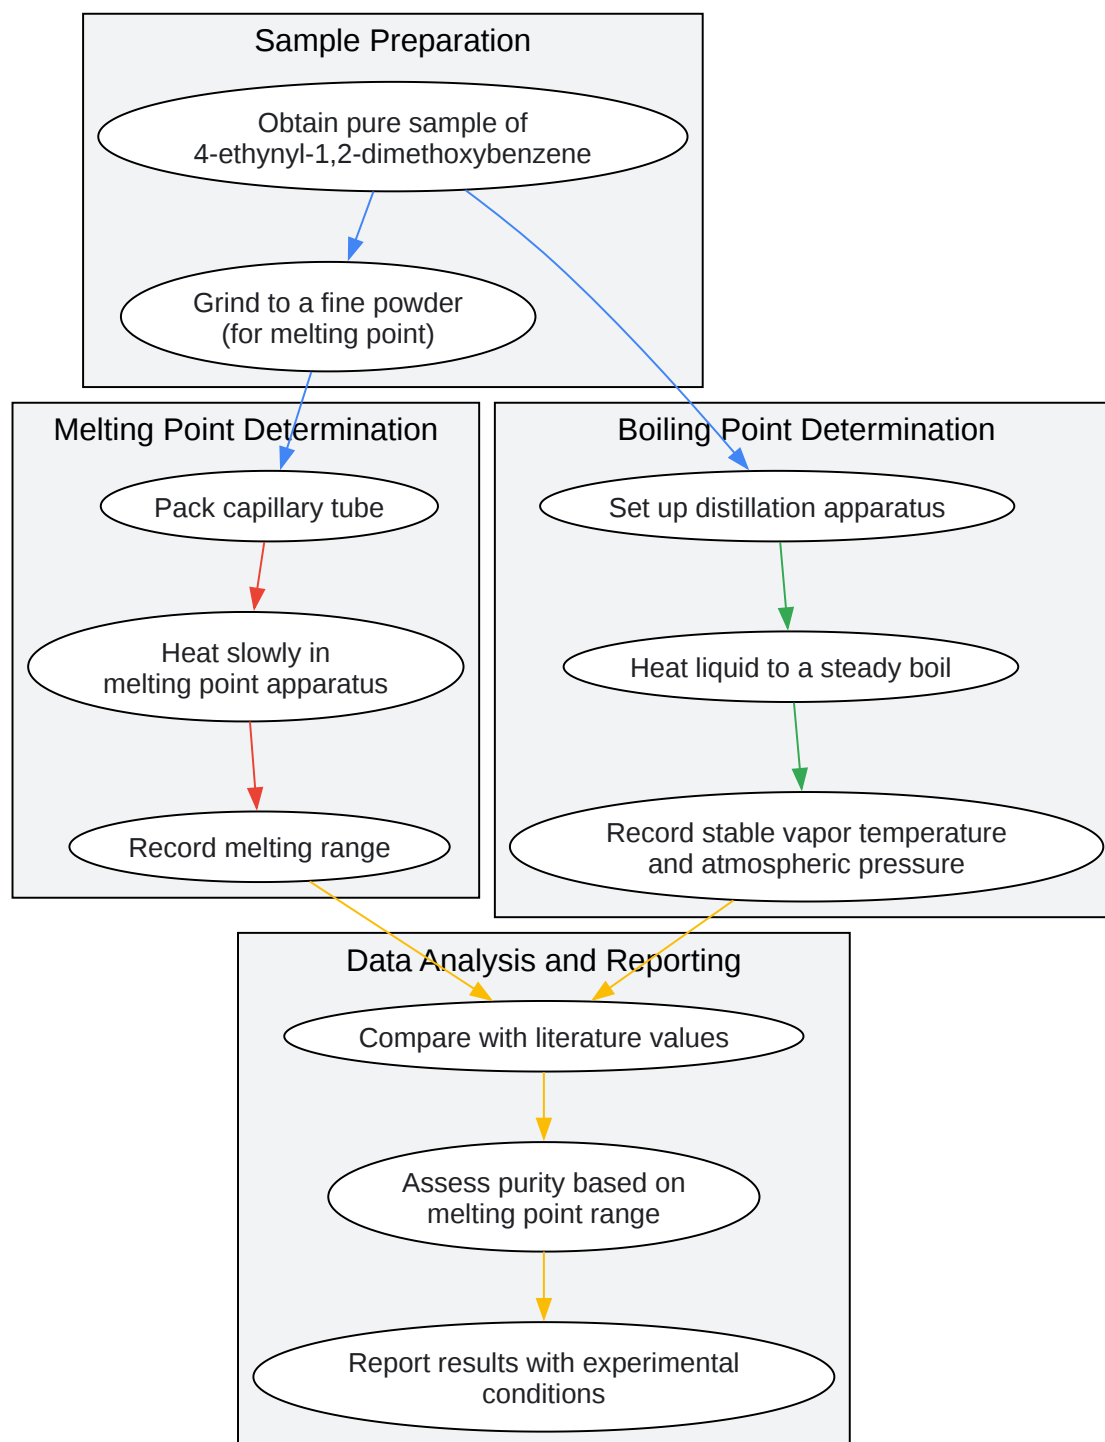 Sample Preparation
Obtain pure sample of
4-ethynyl-1,2-dimethoxybenzene
Grind to a fine powder
(for melting point)
Melting Point Determination
Pack capillary tube
Heat slowly in
melting point apparatus
Record melting range
Boiling Point Determination
Set up distillation apparatus
Heat liquid to a steady boil
Record stable vapor temperature
and atmospheric pressure
Data Analysis and Reporting
Compare with literature values
Assess purity based on
melting point range
Report results with experimental
conditions